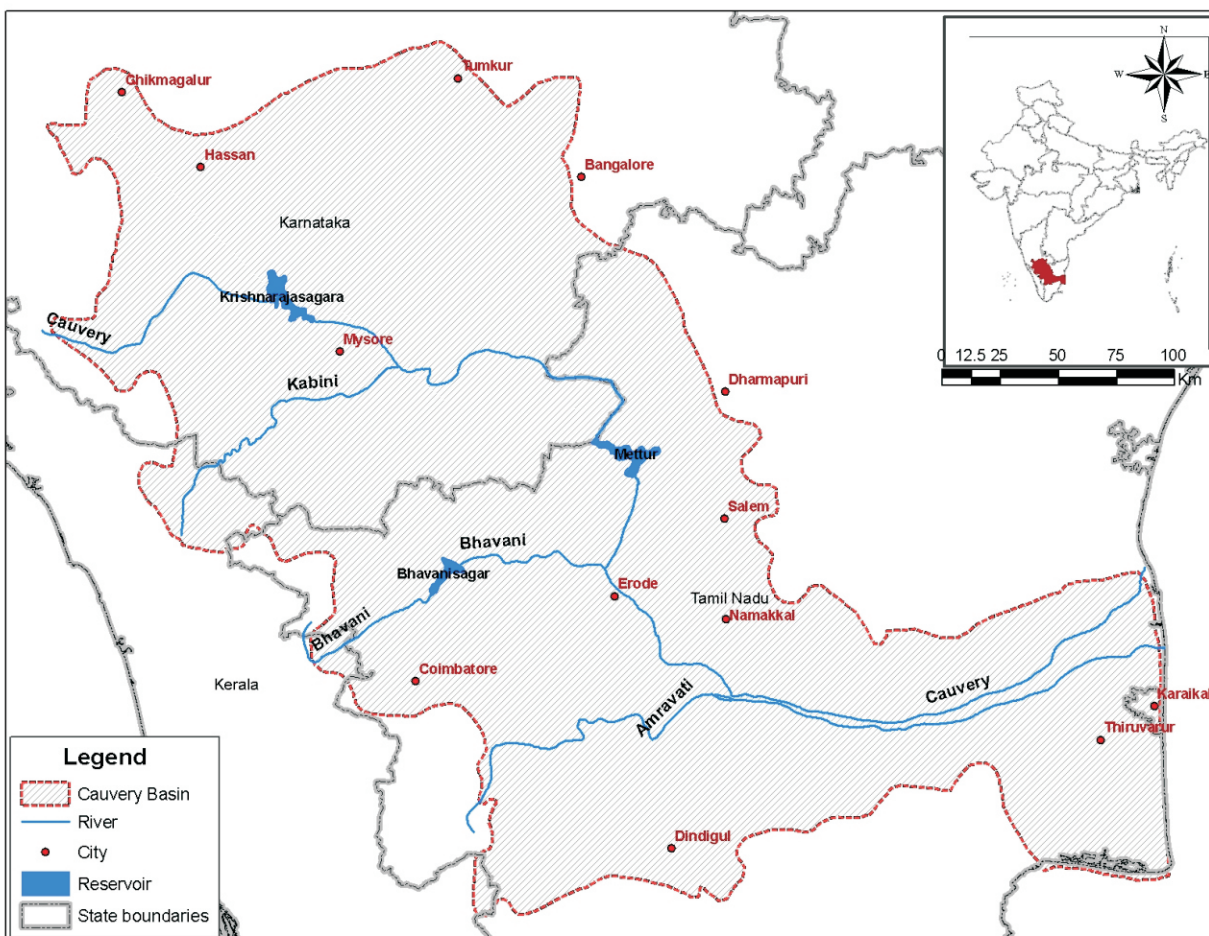 Chikmagalur
Tumkur
Hassan
Bangalore
Karnataka
Krishnarajasagara
Cauvery
Mysore
Kabini
Dharmapuri
Mettur
Salem
Bhavani
Bhavanisagar
Erode
Tamil Nadu
Namakkal
Bhavani
Coimbatore
Kerala
Amravati
Cauvery
Karaikal
Thiruvarur
Dindigul
N
W
E
S
0 12.5 25 50 75 100
Km
Legend
Cauvery Basin
River
City
Reservoir
State boundaries